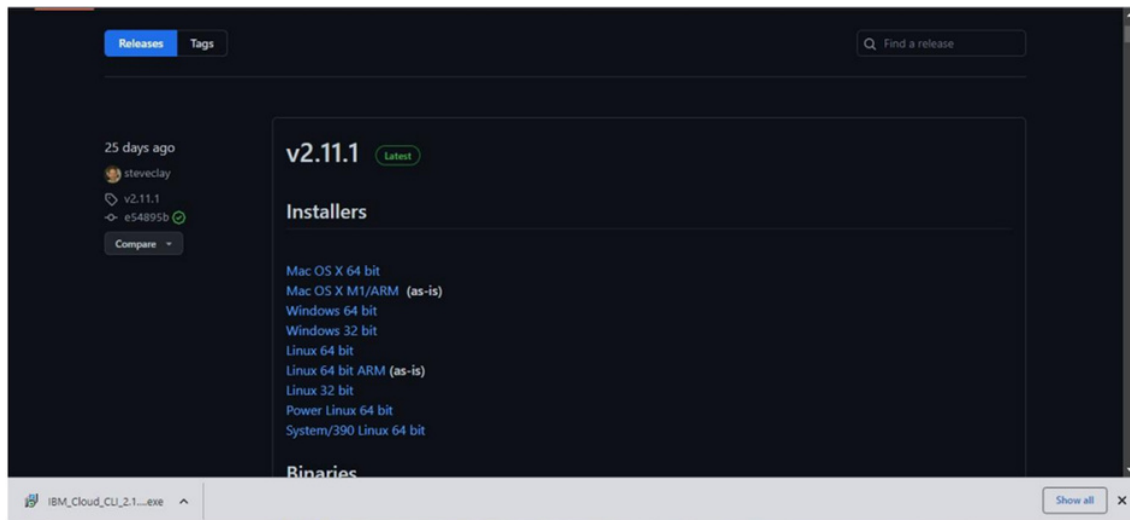 Releases Tags
Find a release
25 days ago
steveclay
v2.11.1
e54895b
Compare
v2.11.1 Latest
Installers
Mac OS X 64 bit
Mac OS X M1/ARM (as-is)
Windows 64 bit
Windows 32 bit
Linux 64 bit
Linux 64 bit ARM (as-is)
Linux 32 bit
Power Linux 64 bit
System/390 Linux 64 bit
Binaries
IBM_Cloud_CLI_2.1....exe
Show all